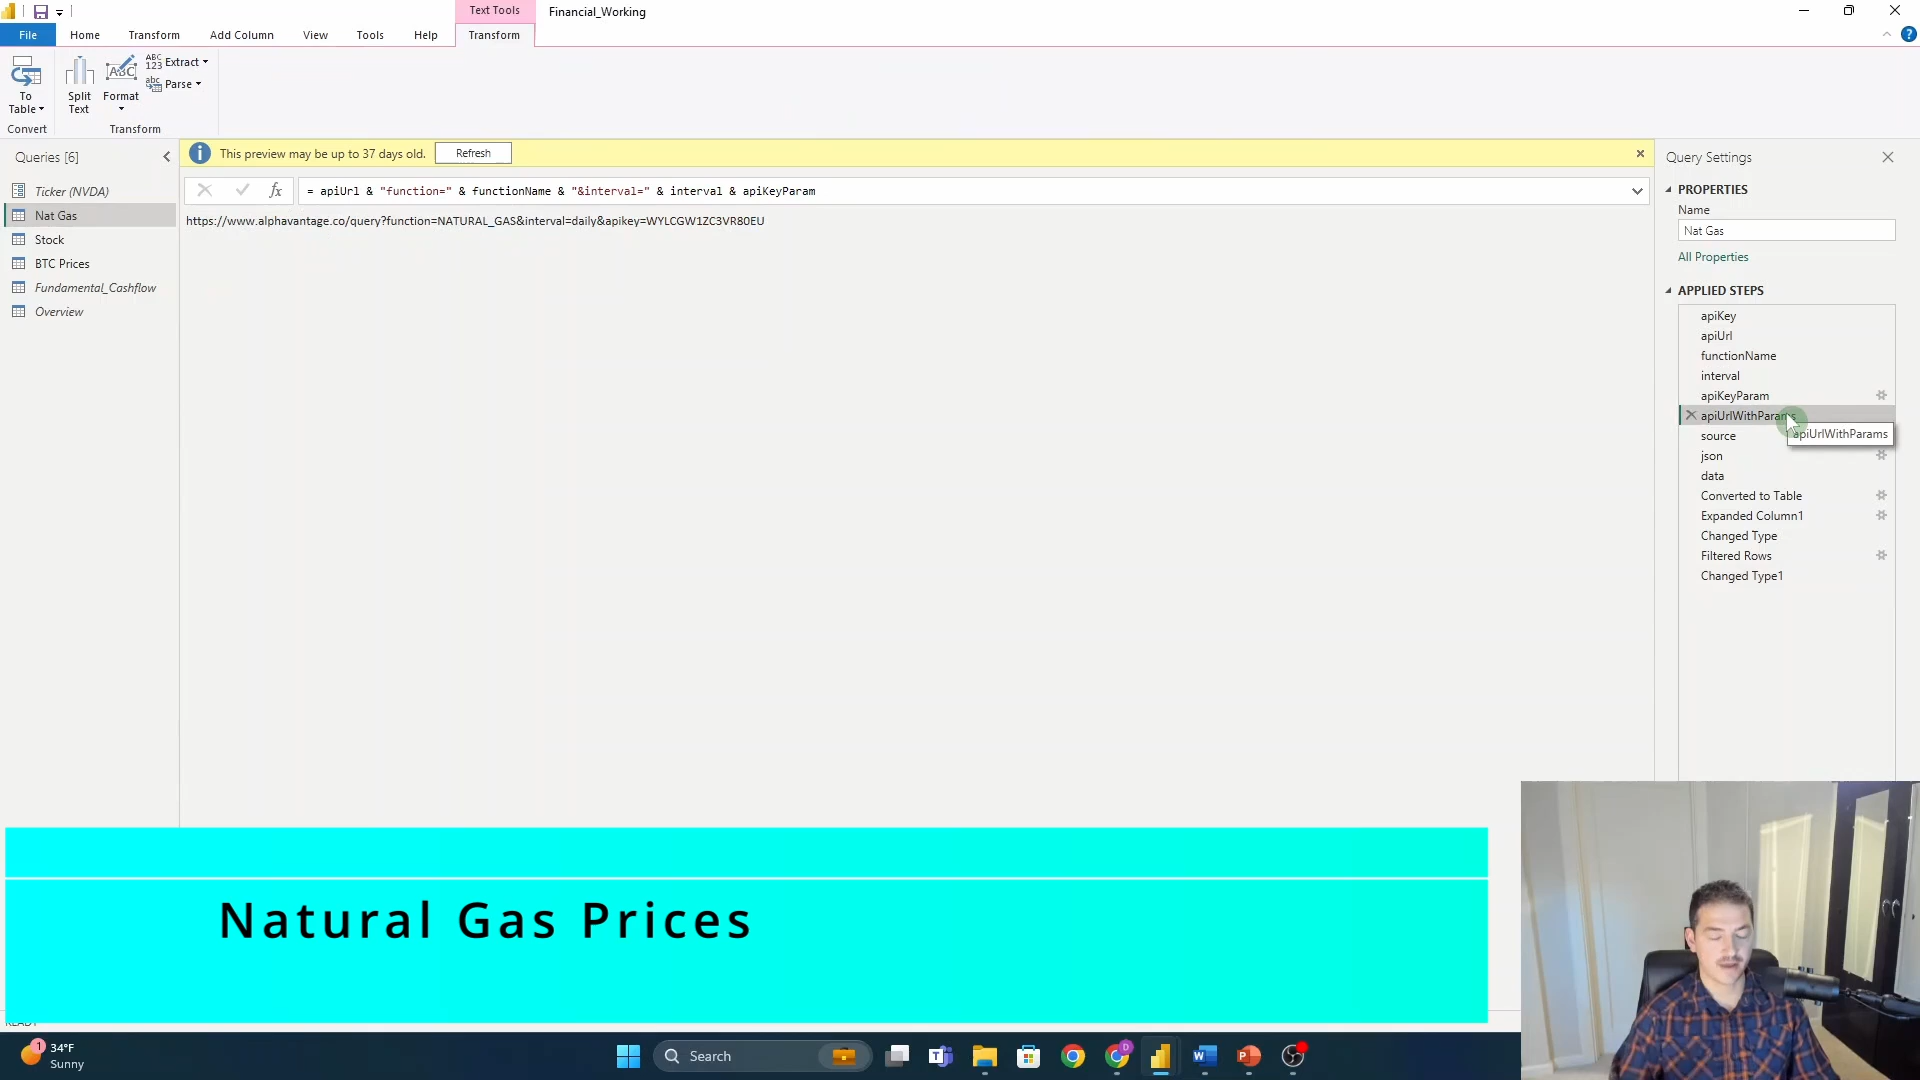 Text Tools
Financial_Working
File
Home
Transform
Add Column
View
Tools
Help
Transform
To
Table
Split
Text
Format
Extract
Parse
Convert
Transform
Queries [6]
This preview may be up to 37 days old.
Refresh
Query Settings
Ticker (NVDA)
Nat Gas
Stock
BTC Prices
Fundamental_Cashflow
Overview
fx
= apiUrl & "function=" & functionName & "&interval=" & interval & apiKeyParam
https://www.alphavantage.co/query?function=NATURAL_GAS&interval=daily&apikey=WYLCGW1ZC3VR80EU
PROPERTIES
Name
Nat Gas
All Properties
APPLIED STEPS
apiKey
apiUrl
functionName
interval
apiKeyParam
apiUrlWithParams
apiUrlWithParams
source
json
data
Converted to Table
Expanded Column1
Changed Type
Filtered Rows
Changed Type1
Natural Gas Prices
READY
1
34°F
Sunny
Search